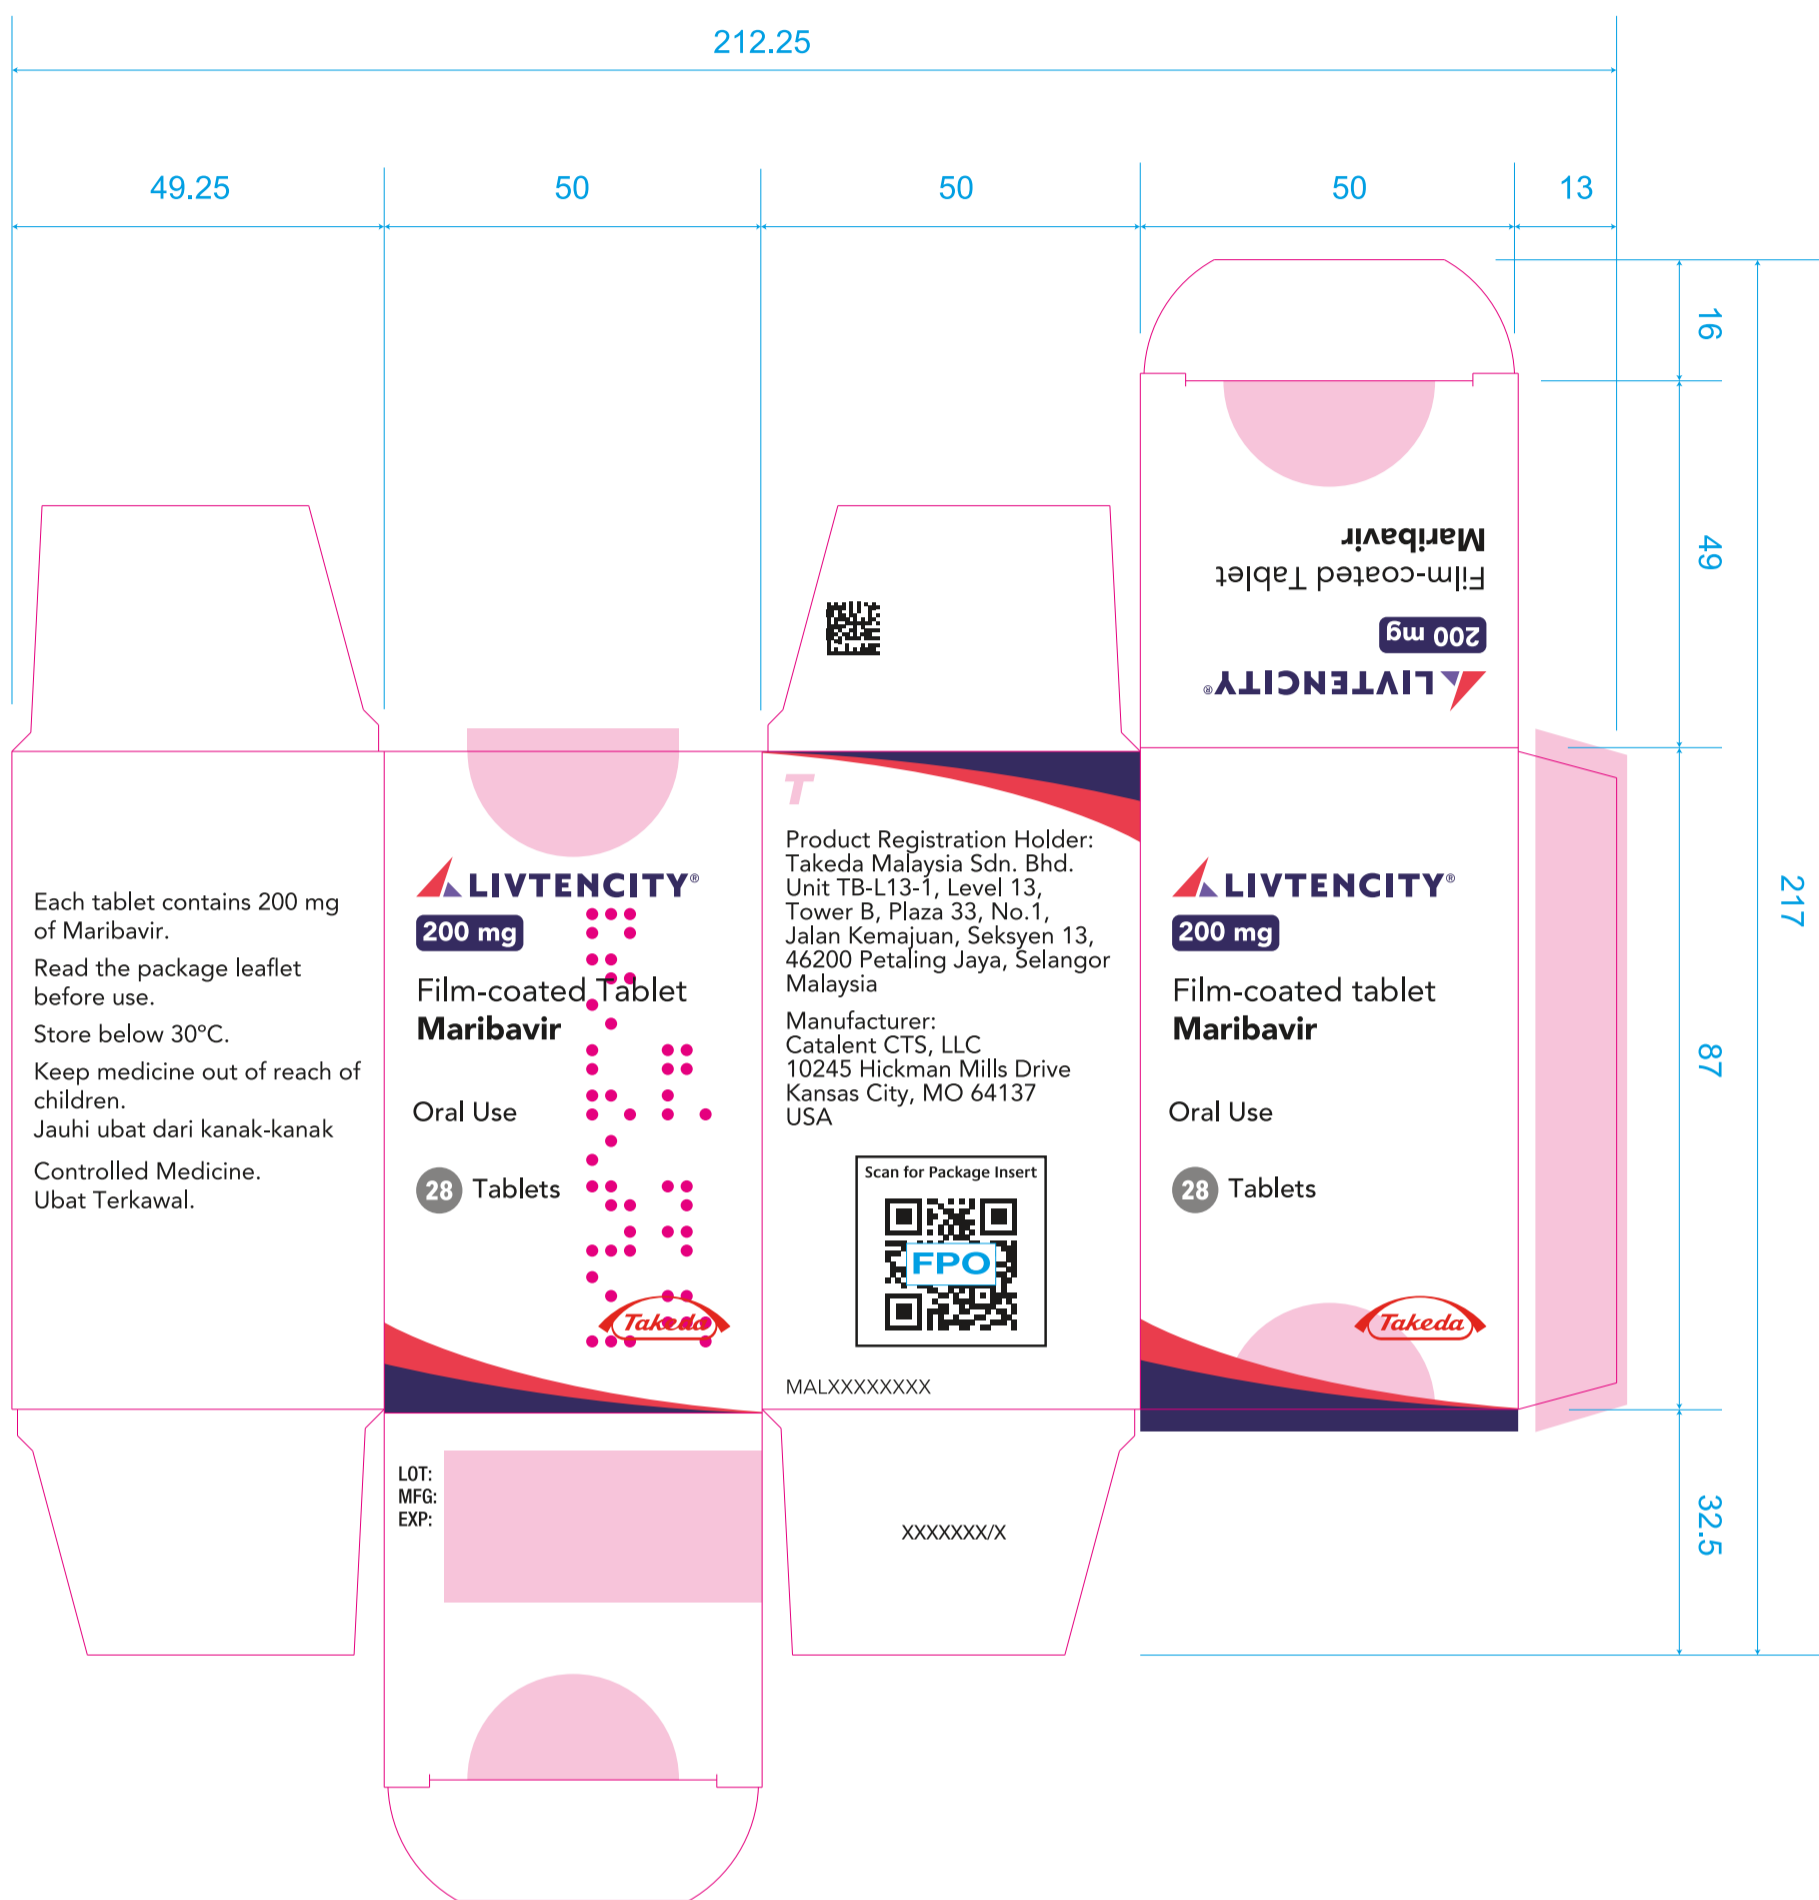 212.25
49.25
50
50
50
13
16
49
87
32.5
217
Maribavir
Film-coated Tablet
200 mg
LIVTENCITY®
Each tablet contains 200 mg
of Maribavir.
Read the package leaflet
before use.
Store below 30ºC.
Keep medicine out of reach of
children.
Jauhi ubat dari kanak-kanak
Controlled Medicine.
Ubat Terkawal.
LIVTENCITY®
200 mg
Film-coated Tablet
Maribavir
Oral Use
28 Tablets
Takeda
T
Product Registration Holder:
Takeda Malaysia Sdn. Bhd.
Unit TB-L13-1, Level 13,
Tower B, Plaza 33, No.1,
Jalan Kemajuan, Seksyen 13,
46200 Petaling Jaya, Selangor
Malaysia
Manufacturer:
Catalent CTS, LLC
10245 Hickman Mills Drive
Kansas City, MO 64137
USA
Scan for Package Insert
FPO
MALXXXXXXXX
LIVTENCITY®
200 mg
Film-coated tablet
Maribavir
Oral Use
28 Tablets
Takeda
LOT:
MFG:
EXP:
XXXXXXX/X